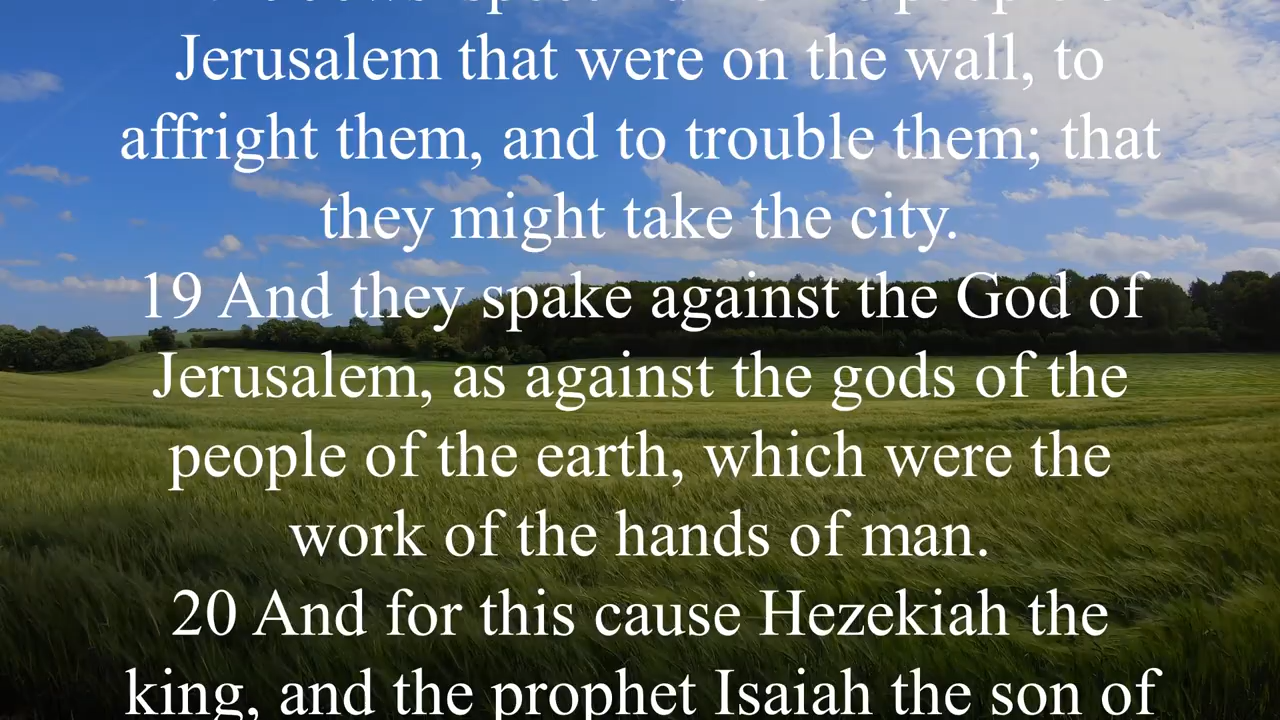 Jerusalem that were on the wall, to
affright them, and to trouble them; that
they might take the city.
19 And they spake against the God of
Jerusalem, as against the gods of the
people of the earth, which were the
work of the hands of man.
20 And for this cause Hezekiah the
king, and the prophet Isaiah the son of